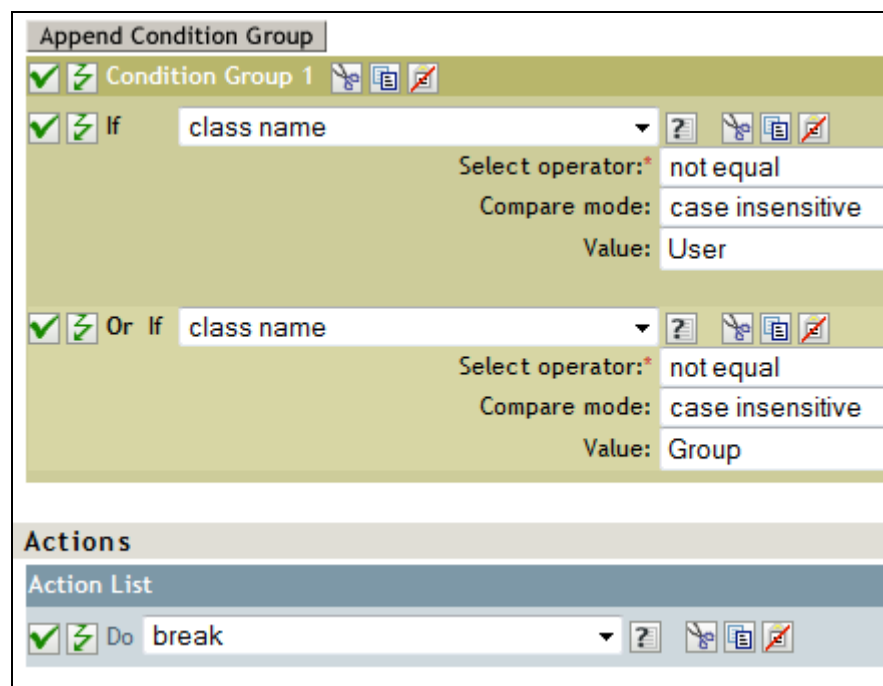 Append Condition Group
Condition Group 1
If class name ?
Select operator:* not equal
Compare mode: case insensitive
Value: User
Or If class name ?
Select operator:* not equal
Compare mode: case insensitive
Value: Group
Actions
Action List
Do break ?